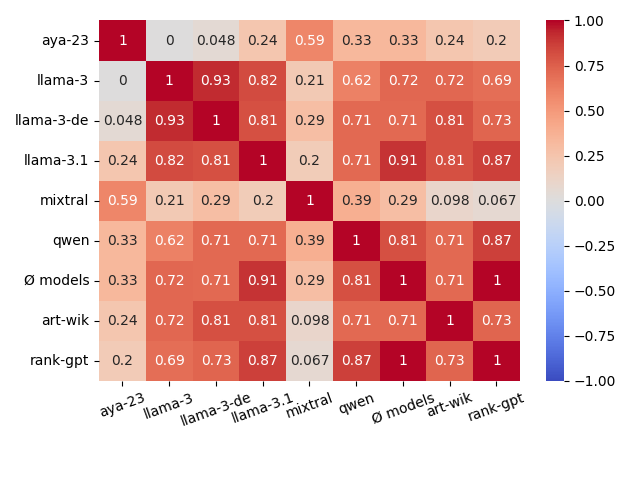 aya-23 1 0 0.048 0.24 0.59 0.33 0.33 0.24 0.2
llama-3 0 1 0.93 0.82 0.21 0.62 0.72 0.72 0.69
llama-3-de 0.048 0.93 1 0.81 0.29 0.71 0.71 0.81 0.73
llama-3.1 0.24 0.82 0.81 1 0.2 0.71 0.91 0.81 0.87
mixtral 0.59 0.21 0.29 0.2 1 0.39 0.29 0.098 0.067
qwen 0.33 0.62 0.71 0.71 0.39 1 0.81 0.71 0.87
Ø models 0.33 0.72 0.71 0.91 0.29 0.81 1 0.71 1
art-wik 0.24 0.72 0.81 0.81 0.098 0.71 0.71 1 0.73
rank-gpt 0.2 0.69 0.73 0.87 0.067 0.87 1 0.73 1
aya-23 llama-3 llama-3-de llama-3.1 mixtral qwen Ø models art-wik rank-gpt
1.00
0.75
0.50
0.25
0.00
−0.25
−0.50
−0.75
−1.00